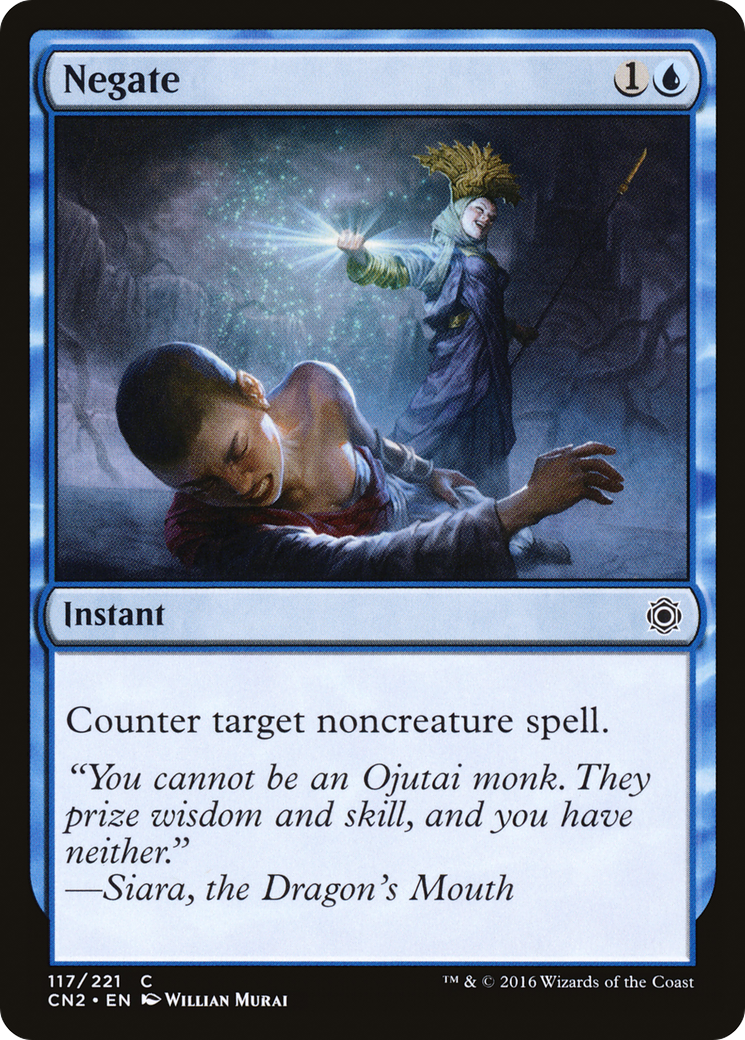 Negate 1
Instant
Counter target noncreature spell.
“You cannot be an Ojutai monk. They
prize wisdom and skill, and you have
neither.”
—Siara, the Dragon’s Mouth
117/221 C
CN2 • EN Willian Murai
™ & © 2016 Wizards of the Coast